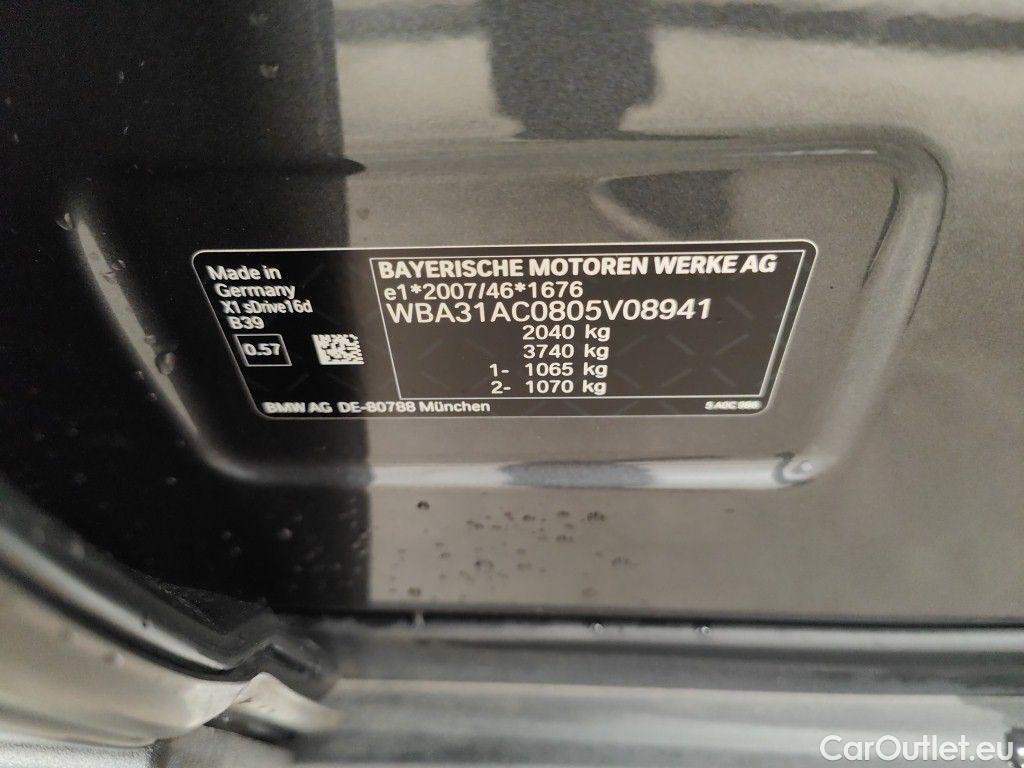 Made in
Germany
X1 sDrive16d
B39
0.57
BAYERISCHE MOTOREN WERKE AG
e1*2007/46*1676
WBA31AC0805V08941
2040 kg
3740 kg
1- 1065 kg
2- 1070 kg
BMW AG DE-80788 München
CarOutlet.eu